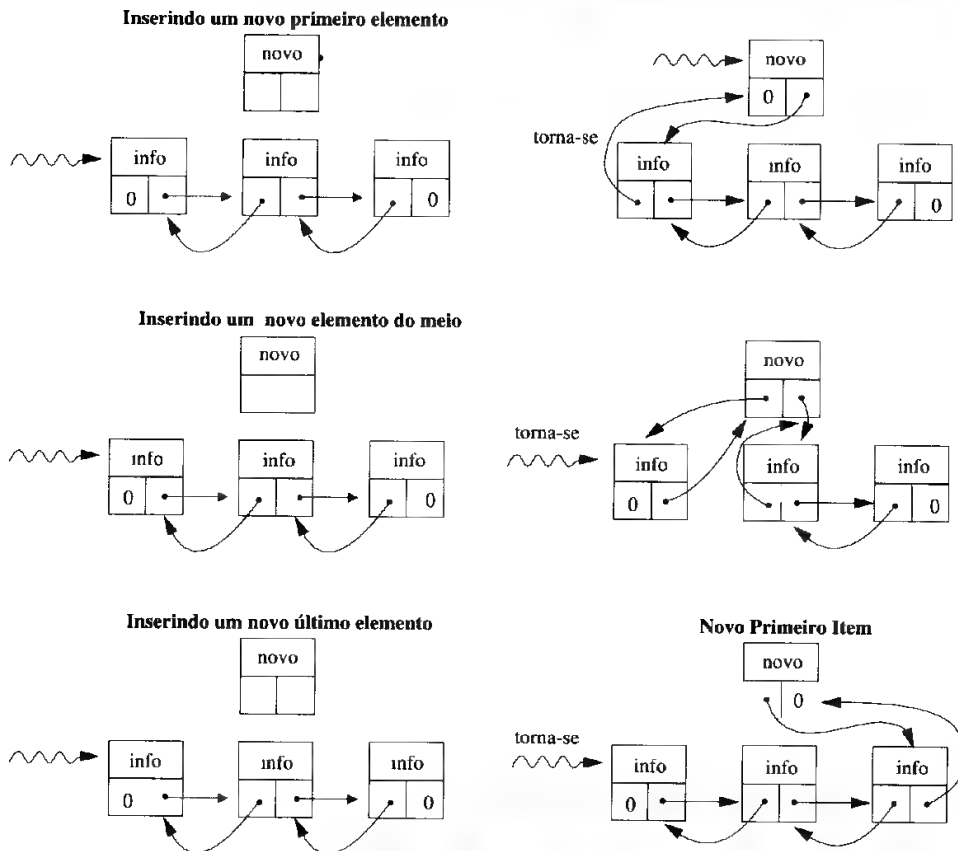 Inserindo um novo primeiro elemento
novo
info
info
info
0
0
novo
0
torna-se
info
info
info
0
Inserindo um novo elemento do meio
novo
info
info
info
0
0
novo
torna-se
info
info
info
0
0
Inserindo um novo último elemento
novo
info
info
info
0
0
Novo Primeiro Item
novo
0
torna-se
info
info
info
0